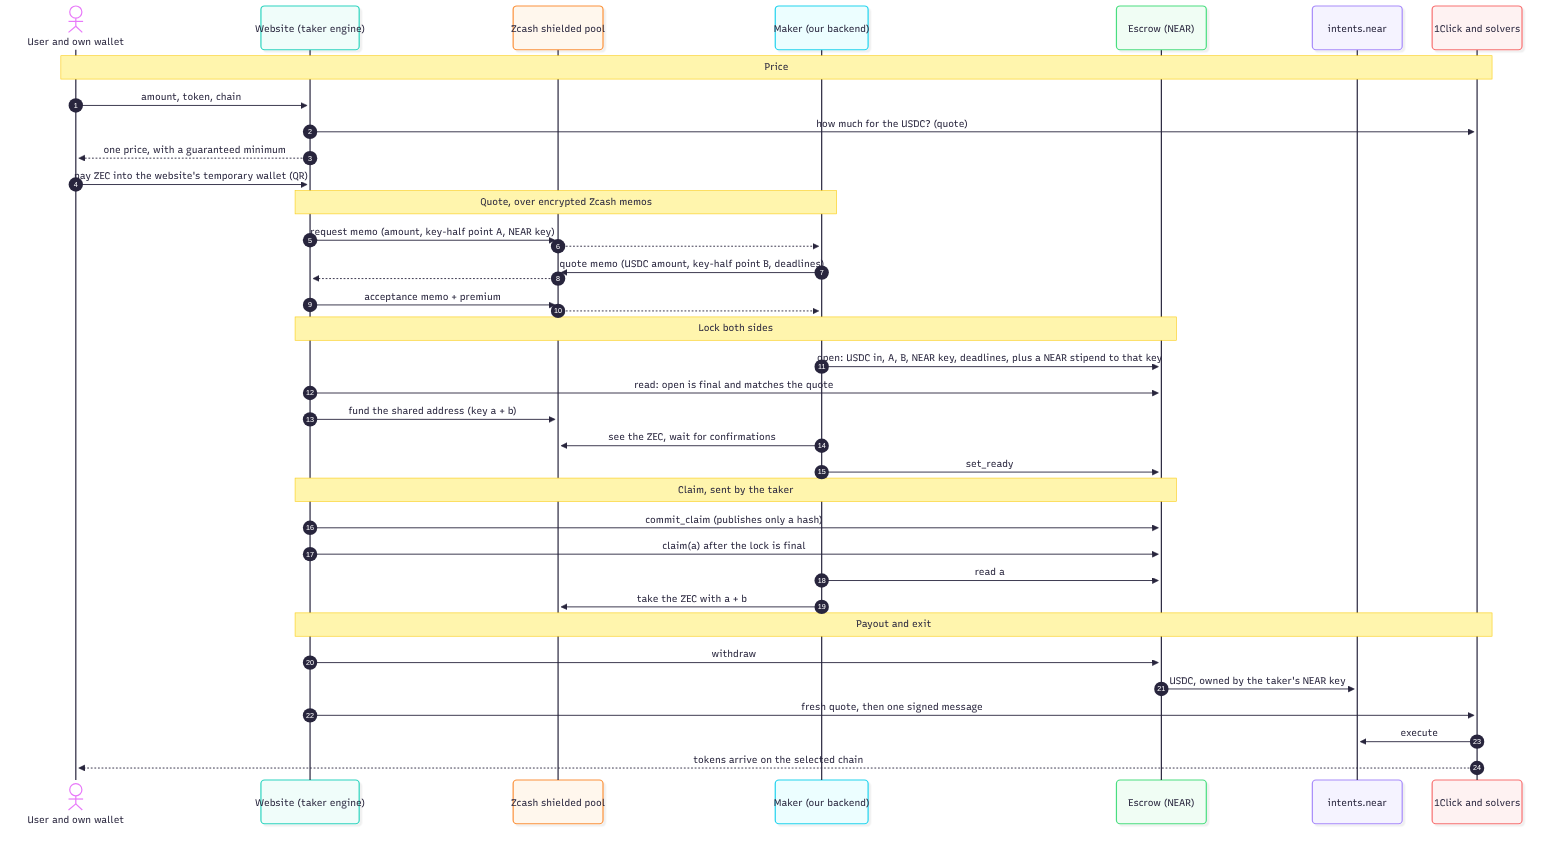 User and own wallet
Website (taker engine)
Zcash shielded pool
Maker (our backend)
Escrow (NEAR)
intents.near
1Click and solvers
Price
1
amount, token, chain
2
how much for the USDC? (quote)
one price, with a guaranteed minimum
3
4
pay ZEC into the website's temporary wallet (QR)
Quote, over encrypted Zcash memos
5
request memo (amount, key-half point A, NEAR key)
6
quote memo (USDC amount, key-half point B, deadlines)
7
8
9
acceptance memo + premium
10
Lock both sides
11
open: USDC in, A, B, NEAR key, deadlines, plus a NEAR stipend to that key
12
read: open is final and matches the quote
13
fund the shared address (key a + b)
see the ZEC, wait for confirmations
14
15
set_ready
Claim, sent by the taker
16
commit_claim (publishes only a hash)
17
claim(a) after the lock is final
18
read a
take the ZEC with a + b
19
Payout and exit
20
withdraw
21
USDC, owned by the taker's NEAR key
22
fresh quote, then one signed message
execute
23
tokens arrive on the selected chain
24
User and own wallet
Website (taker engine)
Zcash shielded pool
Maker (our backend)
Escrow (NEAR)
intents.near
1Click and solvers